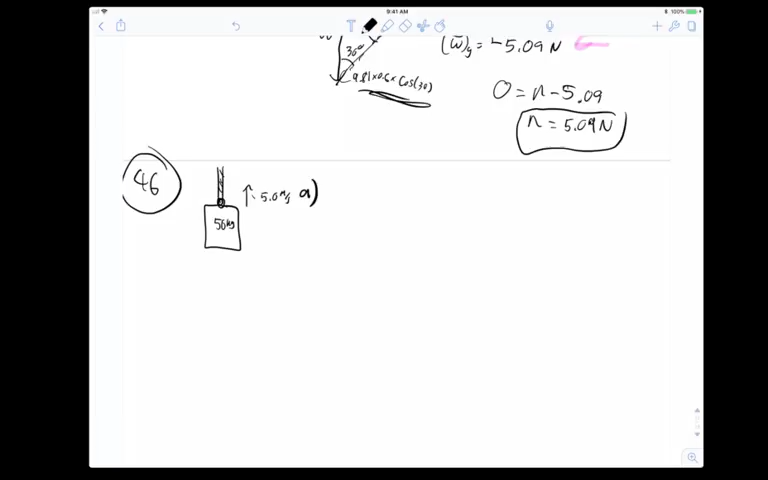 9:41 AM
100%
30°
9.81×0.6×cos(30)
(w̄)g = -5.09 N
0 = n - 5.09
n = 5.09 N
46
↑ 5.0 m/s a)
50kg